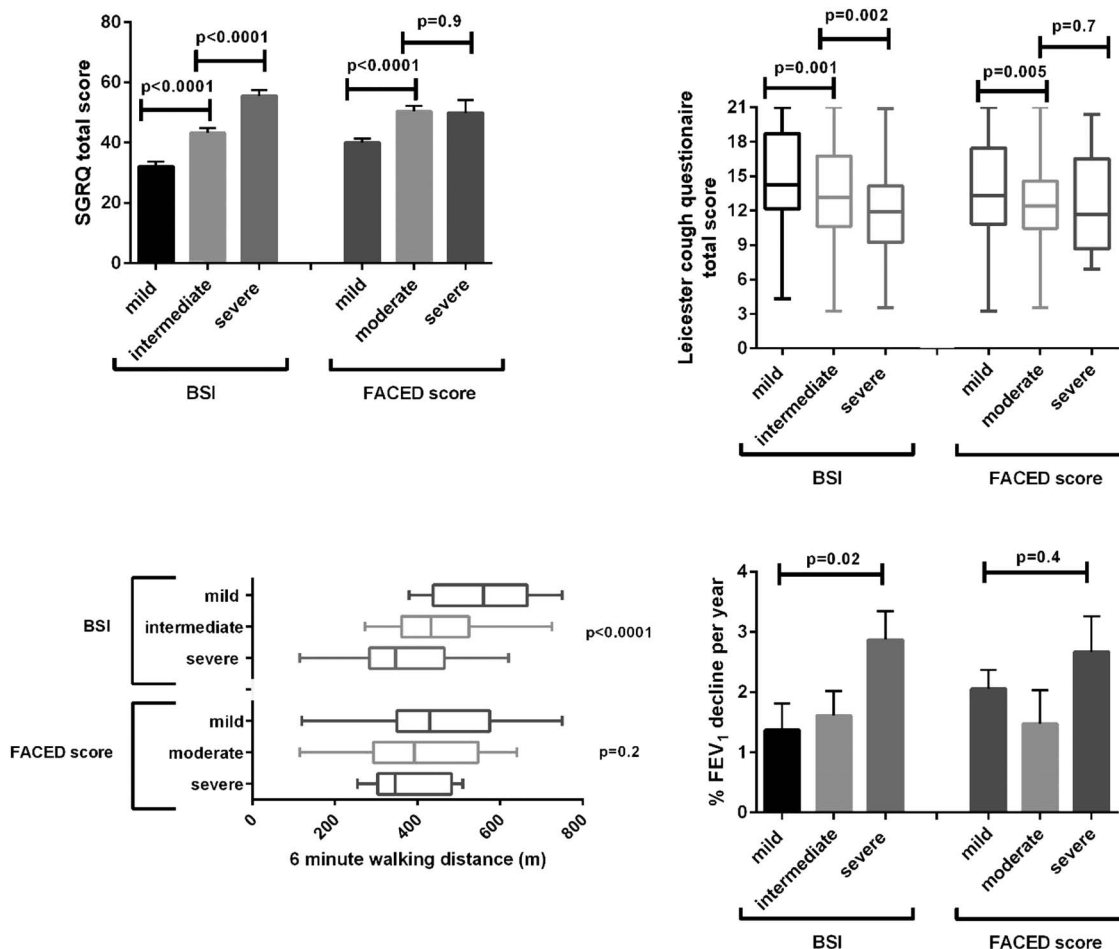 SGRQ total score
80
60
40
20
0
p<0.0001
p<0.0001
p<0.0001
p=0.9
mild
intermediate
severe
mild
moderate
severe
BSI
FACED score
Leicester cough questionaire
total score
21
18
15
12
9
6
3
0
p=0.001
p=0.002
p=0.005
p=0.7
mild
intermediate
severe
mild
moderate
severe
BSI
FACED score
BSI
mild
intermediate
severe
p<0.0001
FACED score
mild
moderate
severe
p=0.2
0
200
400
600
800
6 minute walking distance (m)
% FEV₁ decline per year
4
3
2
1
0
p=0.02
p=0.4
mild
intermediate
severe
mild
moderate
severe
BSI
FACED score